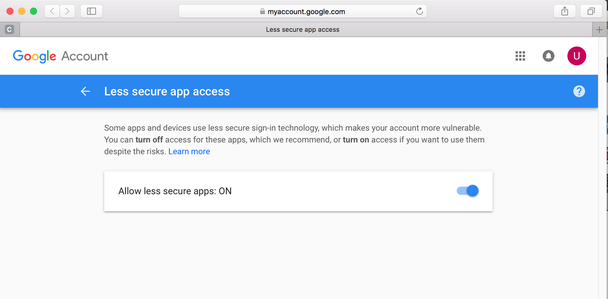 myaccount.google.com
C
Less secure app access
Google Account
U
Less secure app access
?
Some apps and devices use less secure sign-in technology, which makes your account more vulnerable.
You can turn off access for these apps, which we recommend, or turn on access if you want to use them
despite the risks. Learn more
Allow less secure apps: ON